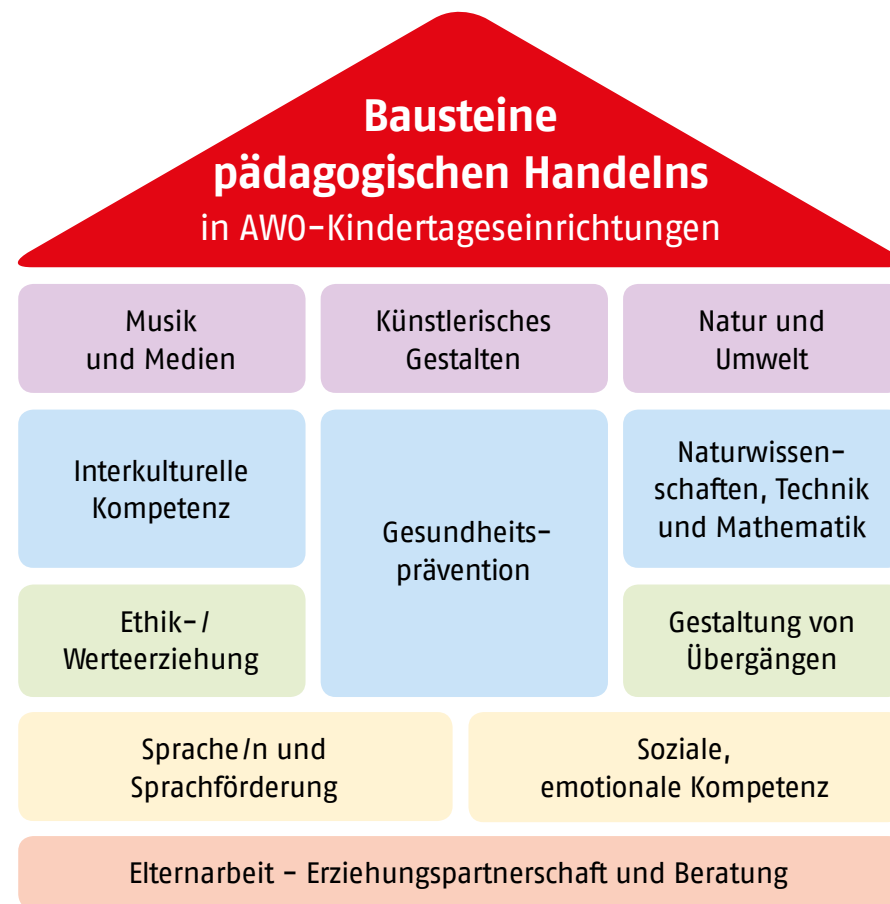 Bausteine
pädagogischen Handelns
in AWO-Kindertageseinrichtungen
Musik
und Medien
Künstlerisches
Gestalten
Natur und
Umwelt
Interkulturelle
Kompetenz
Gesundheits-
prävention
Naturwissen-
schaften, Technik
und Mathematik
Ethik-/
Werteerziehung
Gestaltung von
Übergängen
Sprache/n und
Sprachförderung
Soziale,
emotionale Kompetenz
Elternarbeit - Erziehungspartnerschaft und Beratung